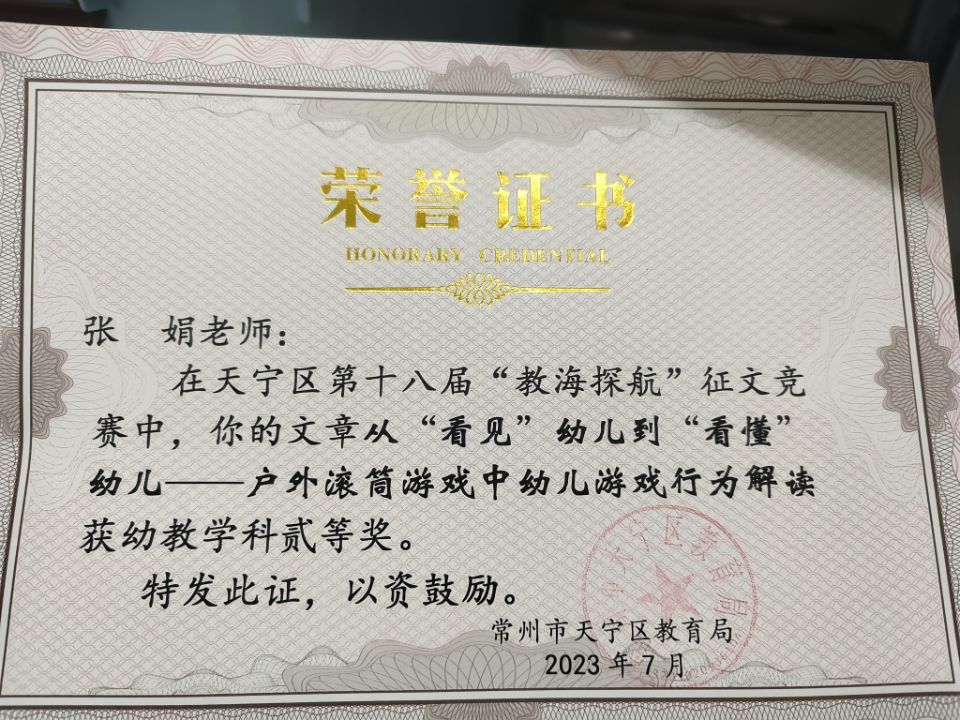 荣誉证书
HONORARY CREDENTIAL
张 娟老师：
在天宁区第十八届“教海探航”征文竞
赛中，你的文章从“看见”幼儿到“看懂”
幼儿——户外滚筒游戏中幼儿游戏行为解读
获幼教学科贰等奖。
特发此证，以资鼓励。
常州市天宁区教育局
2023 年 7 月